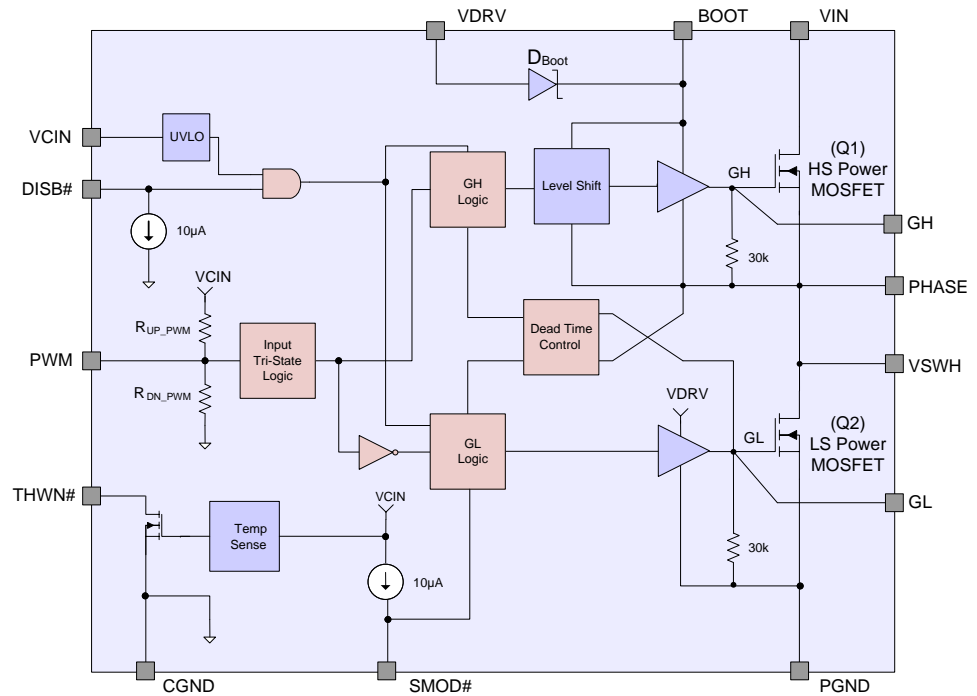 VDRV
BOOT
VIN
DBoot
VCIN
UVLO
DISB#
10µA
GH
Logic
Level Shift
GH
(Q1)
HS Power
MOSFET
GH
30k
PHASE
VCIN
RUP_PWM
PWM
RDN_PWM
Input
Tri-State
Logic
Dead Time
Control
VSWH
VDRV
GL
Logic
GL
(Q2)
LS Power
MOSFET
GL
THWN#
Temp
Sense
VCIN
10µA
30k
CGND
SMOD#
PGND